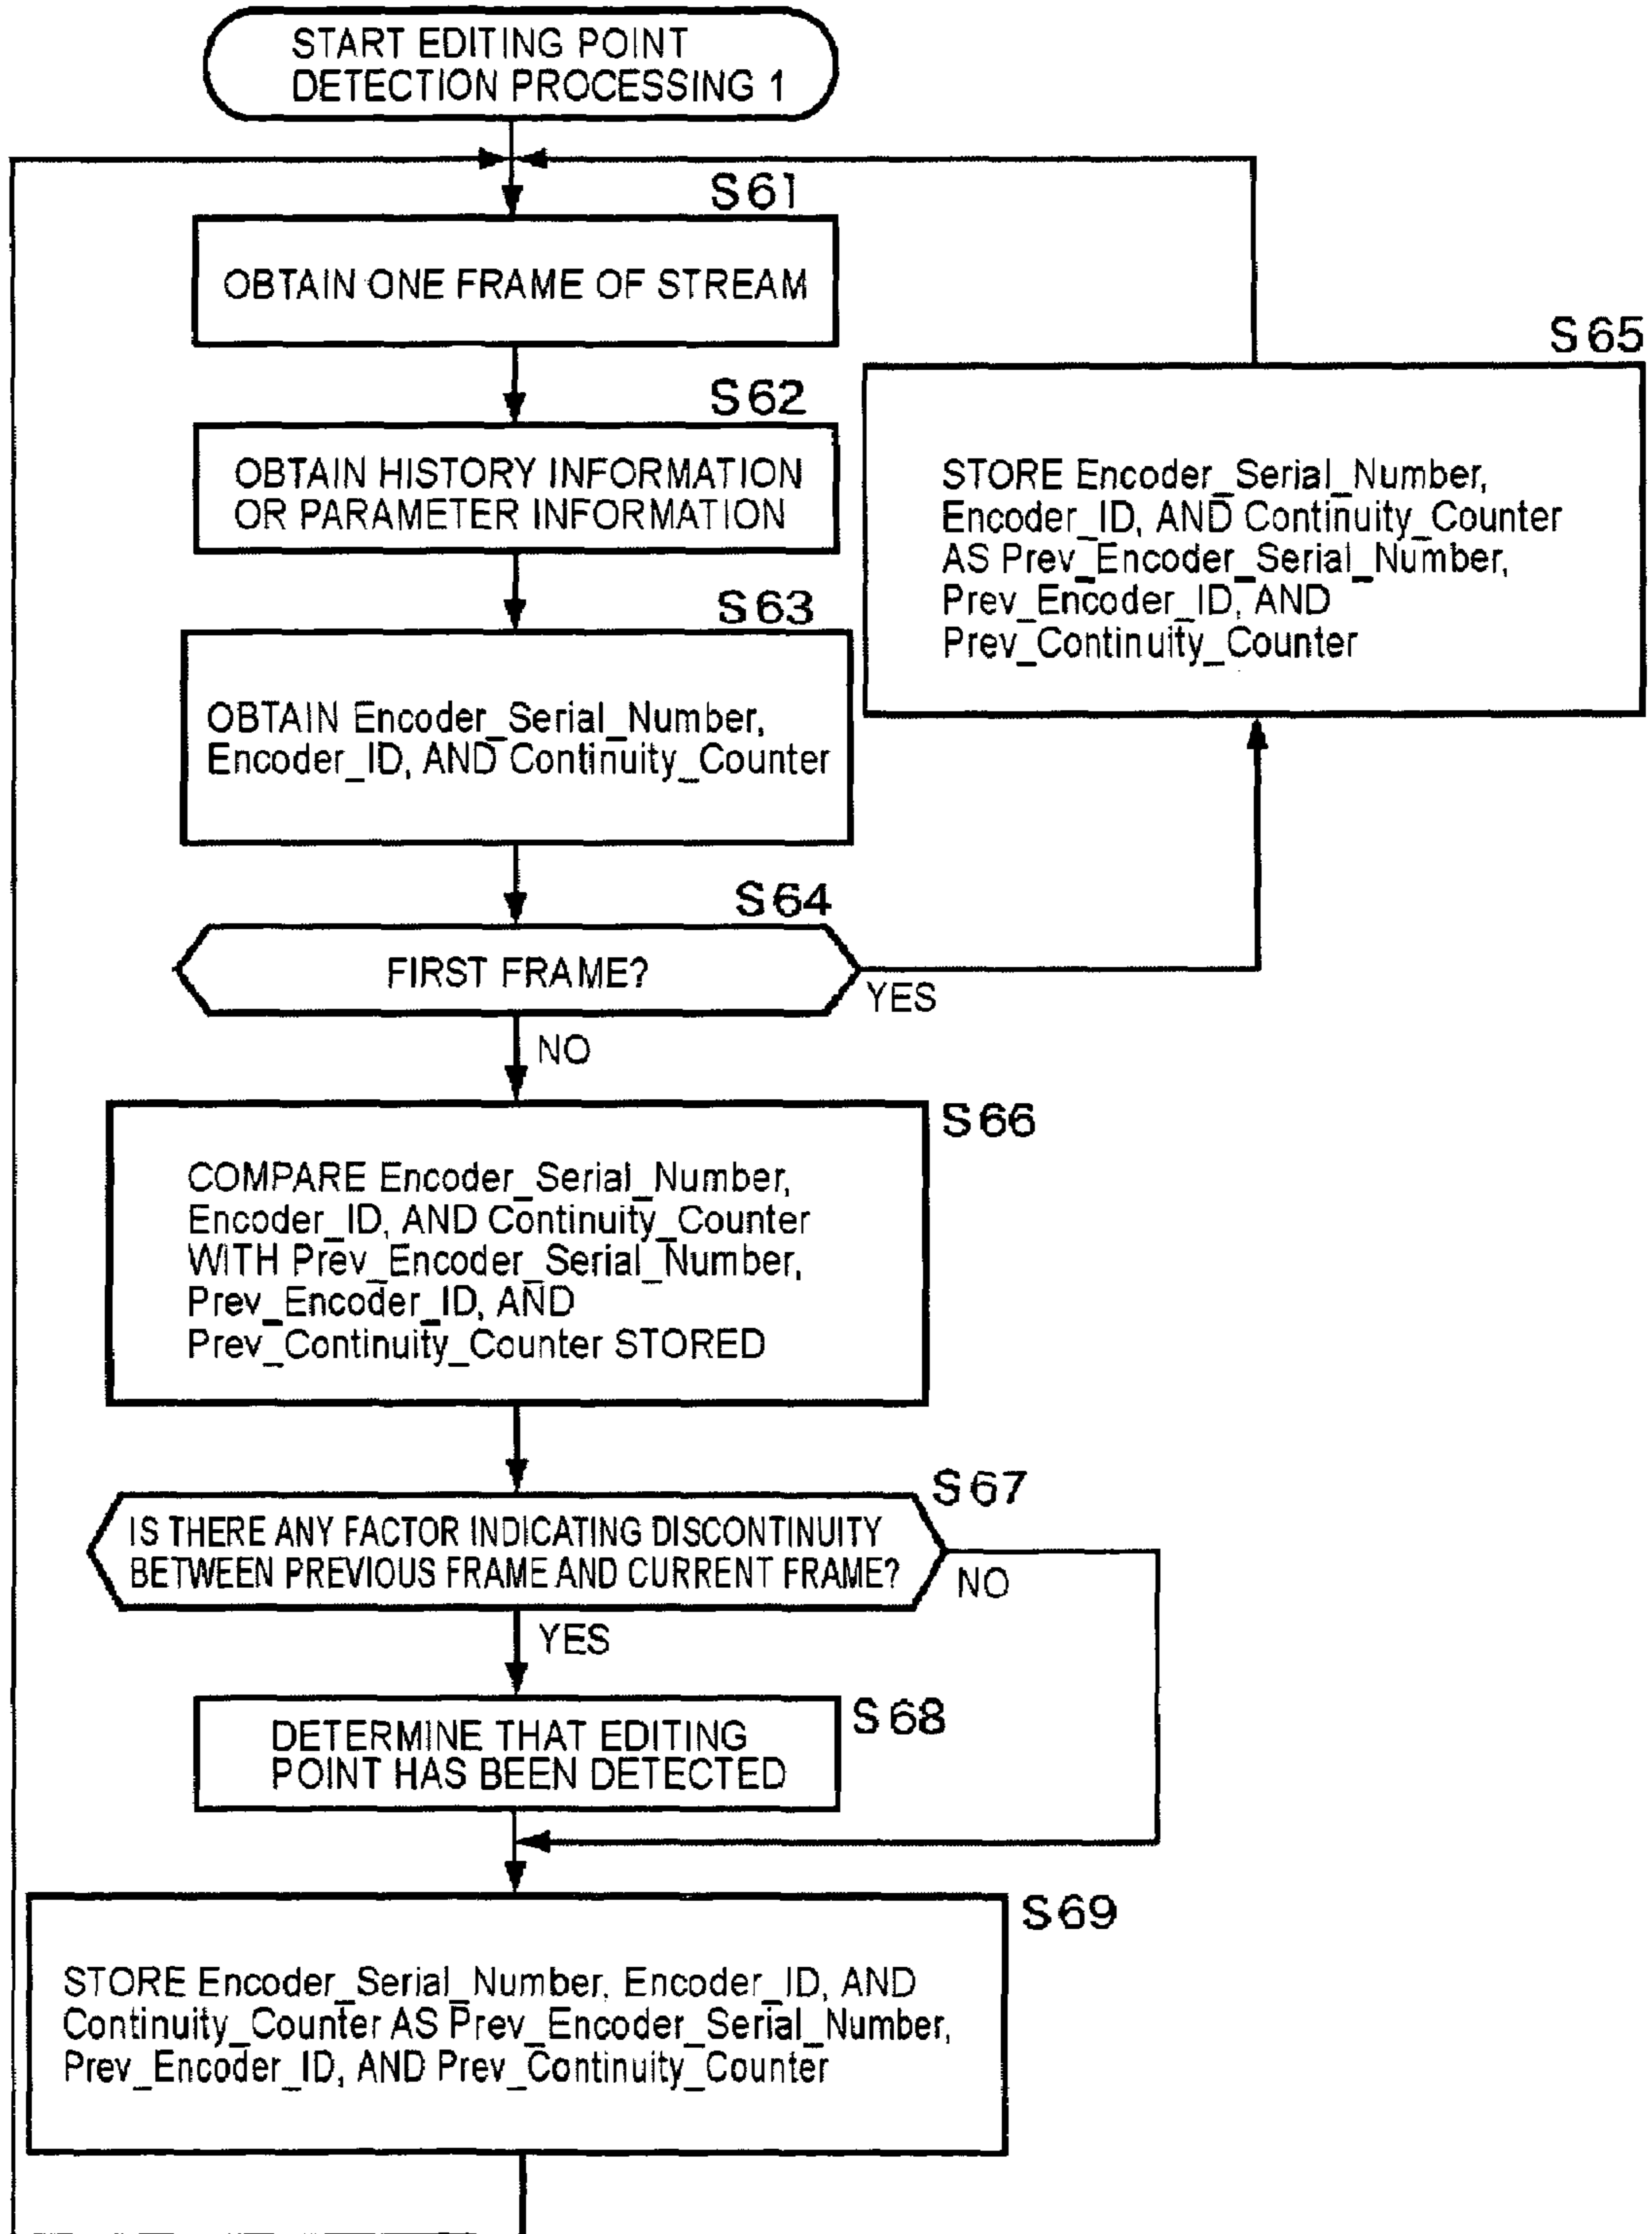 START EDITING POINT
DETECTION PROCESSING 1
S61
OBTAIN ONE FRAME OF STREAM
S62
OBTAIN HISTORY INFORMATION
OR PARAMETER INFORMATION
S63
OBTAIN Encoder_Serial_Number,
Encoder_ID, AND Continuity_Counter
S64
FIRST FRAME?
YES
NO
S65
STORE Encoder_Serial_Number,
Encoder_ID, AND Continuity_Counter
AS Prev_Encoder_Serial_Number,
Prev_Encoder_ID, AND
Prev_Continuity_Counter
S66
COMPARE Encoder_Serial_Number,
Encoder_ID, AND Continuity_Counter
WITH Prev_Encoder_Serial_Number,
Prev_Encoder_ID, AND
Prev_Continuity_Counter STORED
S67
IS THERE ANY FACTOR INDICATING DISCONTINUITY
BETWEEN PREVIOUS FRAME AND CURRENT FRAME?
NO
YES
S68
DETERMINE THAT EDITING
POINT HAS BEEN DETECTED
S69
STORE Encoder_Serial_Number, Encoder_ID, AND
Continuity_Counter AS Prev_Encoder_Serial_Number,
Prev_Encoder_ID, AND Prev_Continuity_Counter